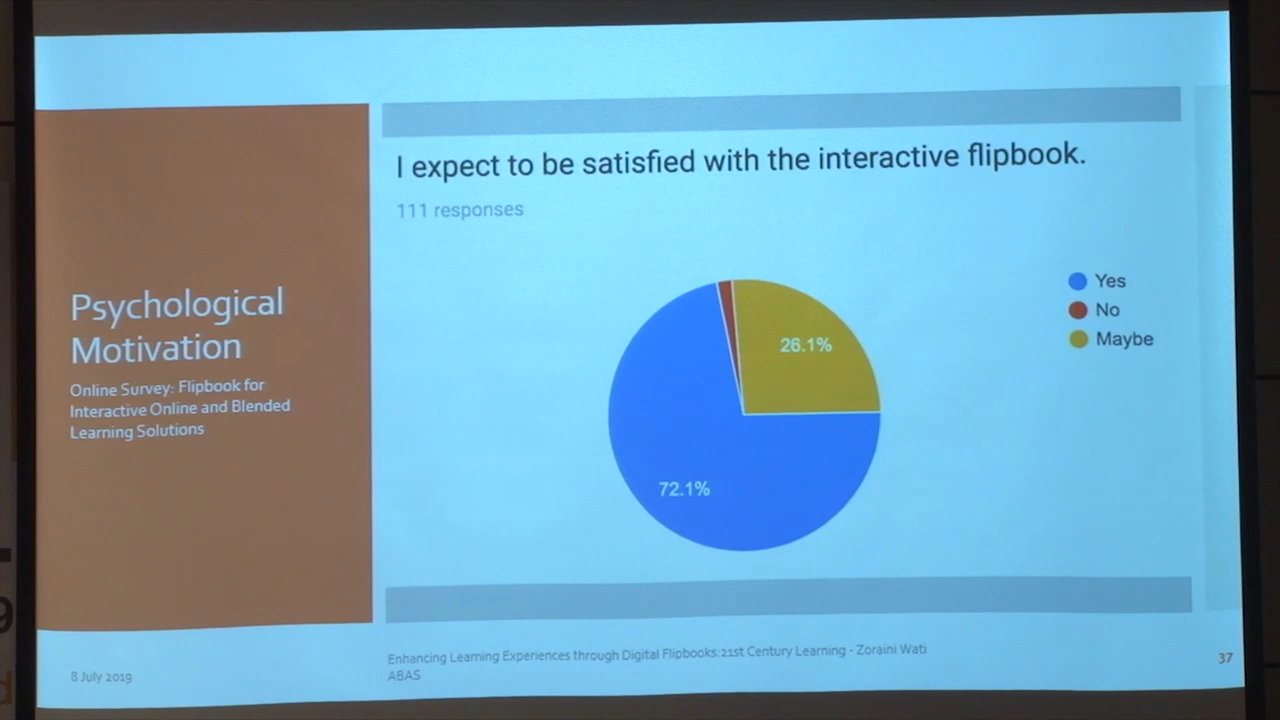 Psychological
Motivation
Online Survey: Flipbook for
Interactive Online and Blended
Learning Solutions
I expect to be satisfied with the interactive flipbook.
111 responses
26.1%
72.1%
Yes
No
Maybe
8 July 2019
Enhancing Learning Experiences through Digital Flipbooks:21st Century Learning - Zoraini Wati
ABAS
37
9
d